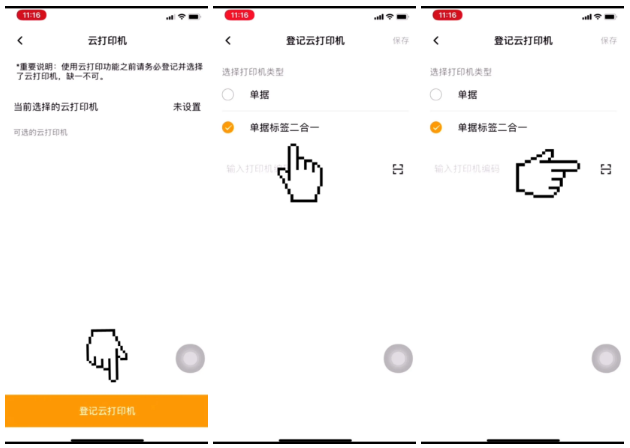 11:16
云打印机
*重要说明：使用云打印功能之前请务必登记并选择
了云打印机，缺一不可。
当前选择的云打印机 未设置
可选的云打印机
登记云打印机
11:16
登记云打印机 保存
选择打印机类型
单据
单据标签二合一
输入打印机
11:16
登记云打印机 保存
选择打印机类型
单据
单据标签二合一
输入打印机编码